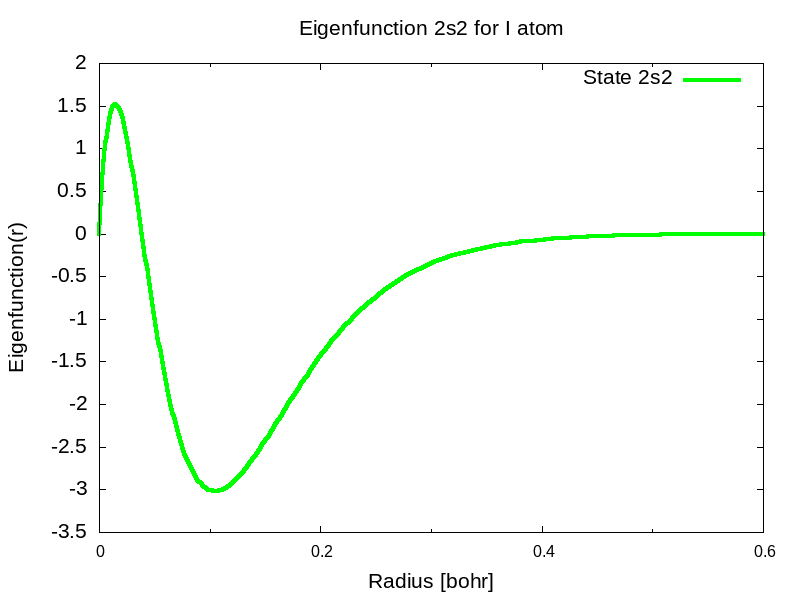 Eigenfunction 2s2 for I atom
State 2s2
2
1.5
1
0.5
0
-0.5
-1
-1.5
-2
-2.5
-3
-3.5
Eigenfunction(r)
0 0.2 0.4 0.6
Radius [bohr]